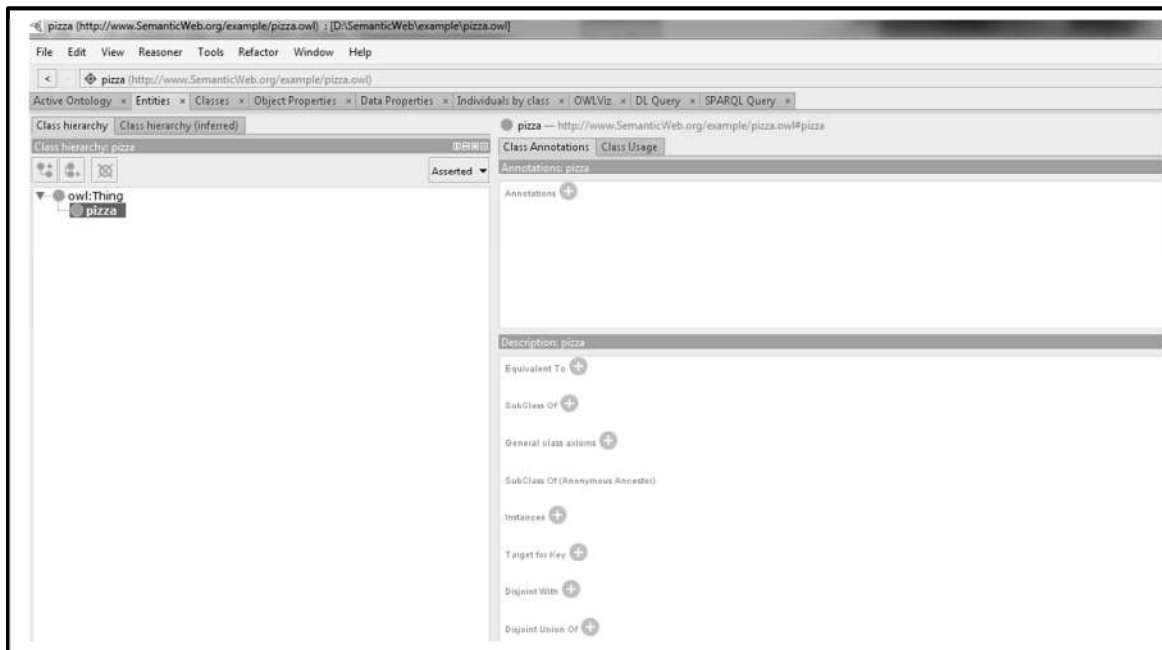 pizza (http://www.SemanticWeb.org/example/pizza.owl) : [D:\SemanticWeb\example\pizza.owl]
File Edit View Reasoner Tools Refactor Window Help
< pizza (http://www.SemanticWeb.org/example/pizza.owl)
Active Ontology × Entities × Classes × Object Properties × Data Properties × Individuals by class × OWLViz × DL Query × SPARQL Query ×
Class hierarchy Class hierarchy (inferred)
Class hierarchy: pizza
Asserted
owl:Thing
pizza
pizza — http://www.SemanticWeb.org/example/pizza.owl#pizza
Class Annotations Class Usage
Annotations: pizza
Annotations
Description: pizza
Equivalent To
SubClass Of
General class axioms
SubClass Of (Anonymous Ancestor)
Instances
Target for Key
Disjoint With
Disjoint Union Of